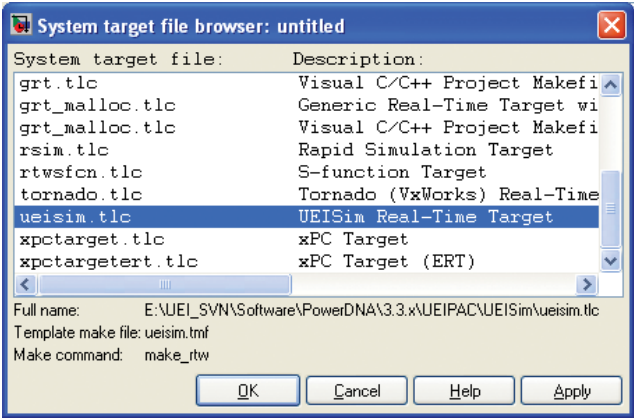 System target file browser: untitled
System target file: Description:
grt.tlc Visual C/C++ Project Makefi
grt_malloc.tlc Generic Real-Time Target wi
grt_malloc.tlc Visual C/C++ Project Makefi
rsim.tlc Rapid Simulation Target
rtwsfcn.tlc S-function Target
tornado.tlc Tornado (VxWorks) Real-Time
ueisim.tlc UEISim Real-Time Target
xpctarget.tlc xPC Target
xpctargetert.tlc xPC Target (ERT)
Full name: E:\UEI_SVN\Software\PowerDNA\3.3.x\UEIPAC\UEISim\ueisim.tlc
Template make file: ueisim.tmf
Make command: make_rtw
OK Cancel Help Apply